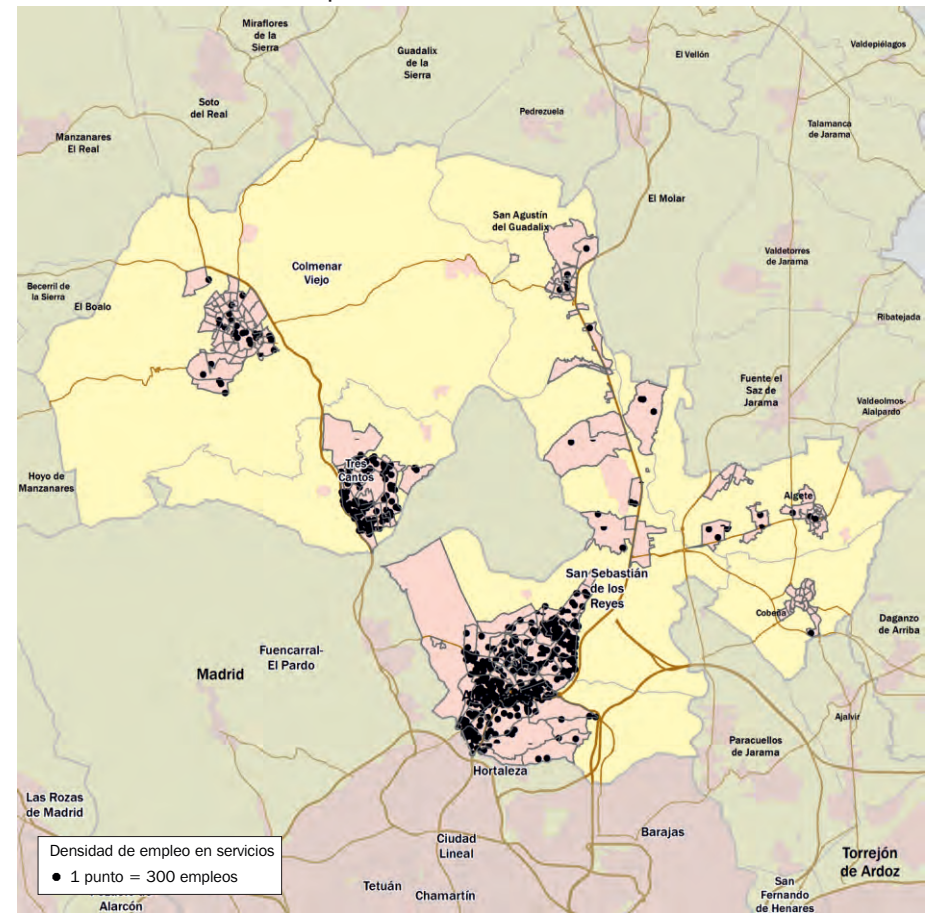 Miraflores
de la
Sierra
Guadalix
de la
Sierra
El Vellón
Valdepiélagos
Soto
del Real
Pedrezuela
Talamanca
de Jarama
Manzanares
El Real
El Molar
San Agustín
del Guadalix
Valdetorres
de Jarama
Colmenar
Viejo
Becerril de
la Sierra
El Boalo
Ribatejada
Fuente el
Saz de
Jarama
Valdeolmos-
Alalpardo
Tres
Cantos
Hoyo de
Manzanares
Algete
San Sebastián
de los
Reyes
Cobeña
Daganzo
de Arriba
Fuencarral-
El Pardo
Madrid
Ajalvir
Paracuellos
de Jarama
Hortaleza
Las Rozas
de Madrid
Barajas
Ciudad
Lineal
Densidad de empleo en servicios
1 punto = 300 empleos
Torrejón
de Ardoz
Tetuán
Chamartín
San
Fernando
de Henares
Alarcón